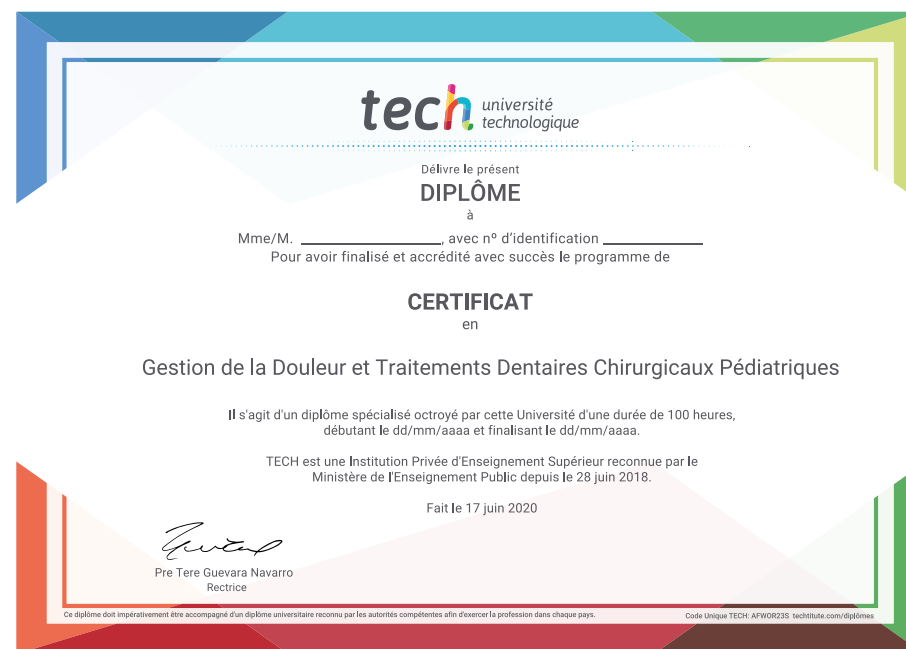 tech université
technologique
Délivre le présent
DIPLÔME
à
Mme/M. ____________________, avec nº d'identification ______________
Pour avoir finalisé et accrédité avec succès le programme de
CERTIFICAT
en
Gestion de la Douleur et Traitements Dentaires Chirurgicaux Pédiatriques
Il s'agit d'un diplôme spécialisé octroyé par cette Université d'une durée de 100 heures,
débutant le dd/mm/aaaa et finalisant le dd/mm/aaaa.
TECH est une Institution Privée d'Enseignement Supérieur reconnue par le
Ministère de l'Enseignement Public depuis le 28 juin 2018.
Fait le 17 juin 2020
Pre Tere Guevara Navarro
Rectrice
Ce diplôme doit impérativement être accompagné d'un diplôme universitaire reconnu par les autorités compétentes afin d'exercer la profession dans chaque pays.
Code Unique TECH: AFWOR23S techtitute.com/diplômes